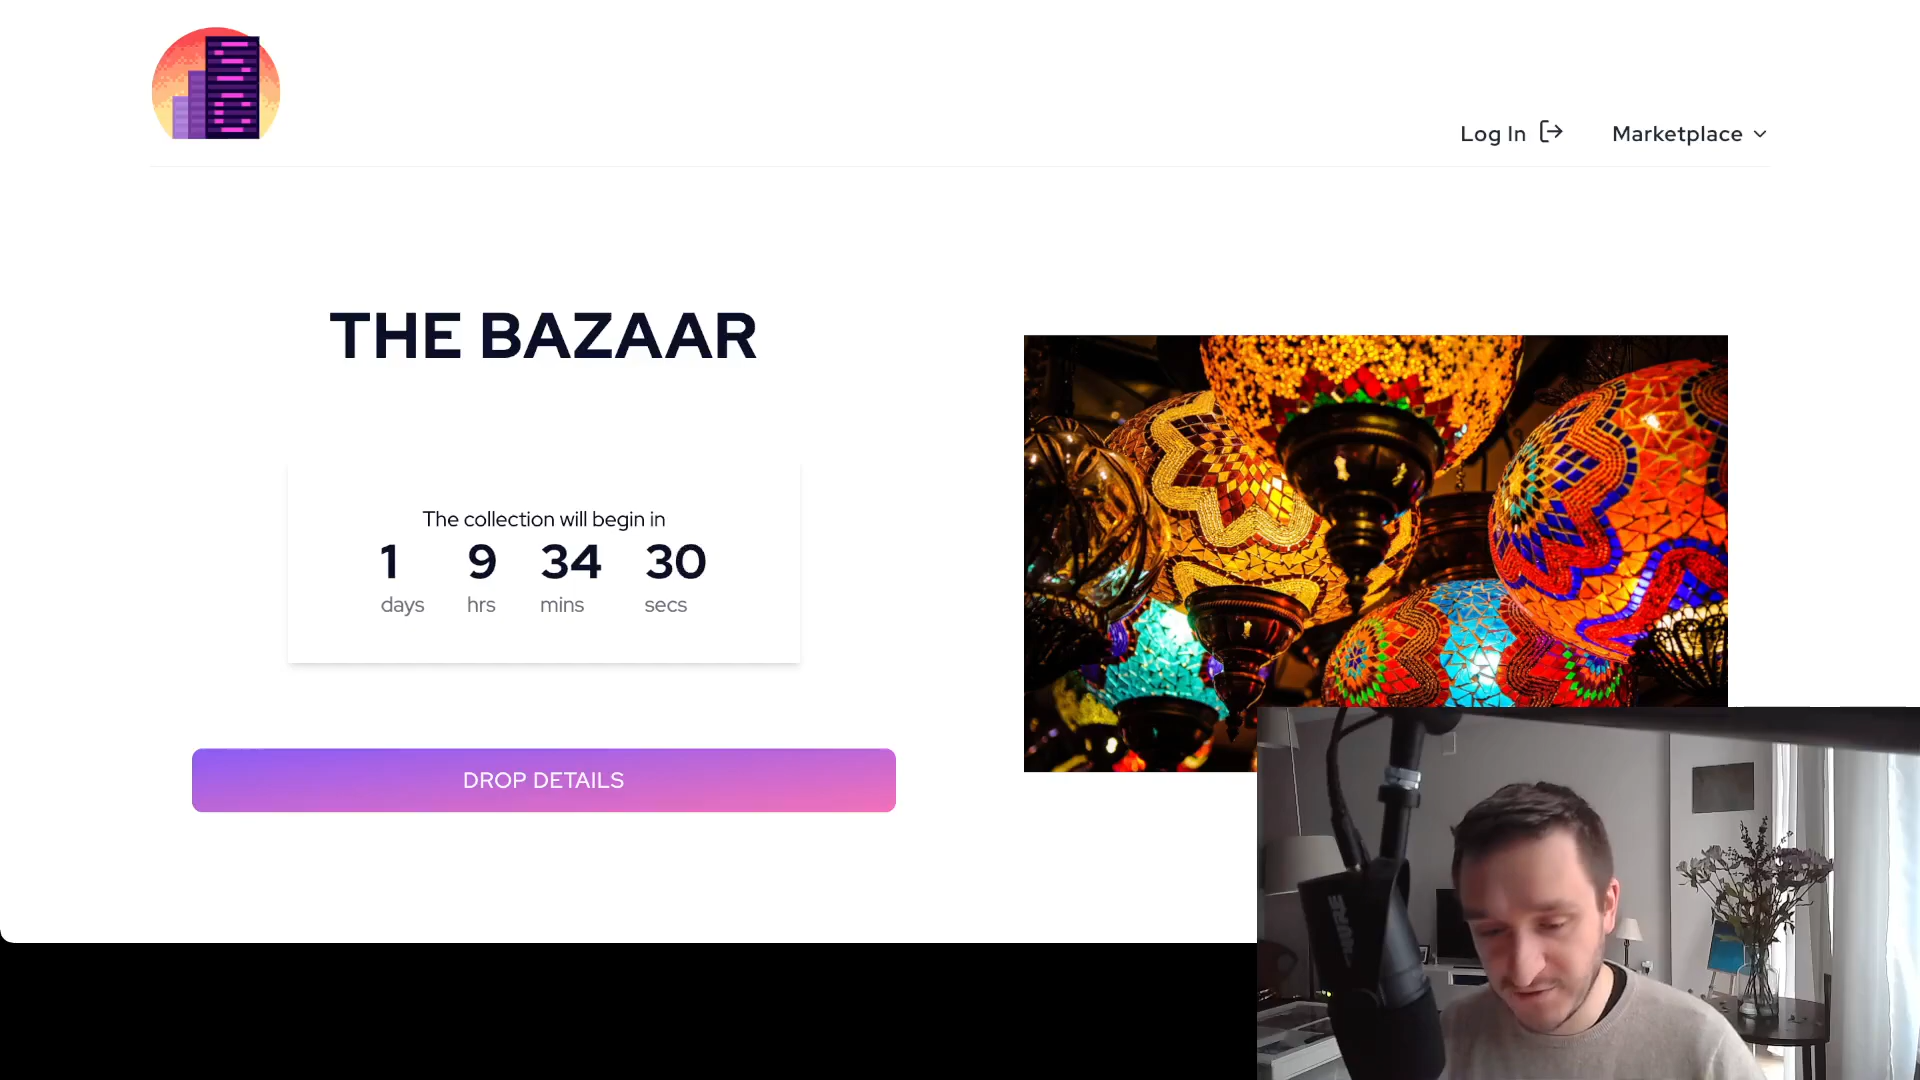 Log In
Marketplace
THE BAZAAR
The collection will begin in
1 9 34 30
days hrs mins secs
DROP DETAILS
SHURE